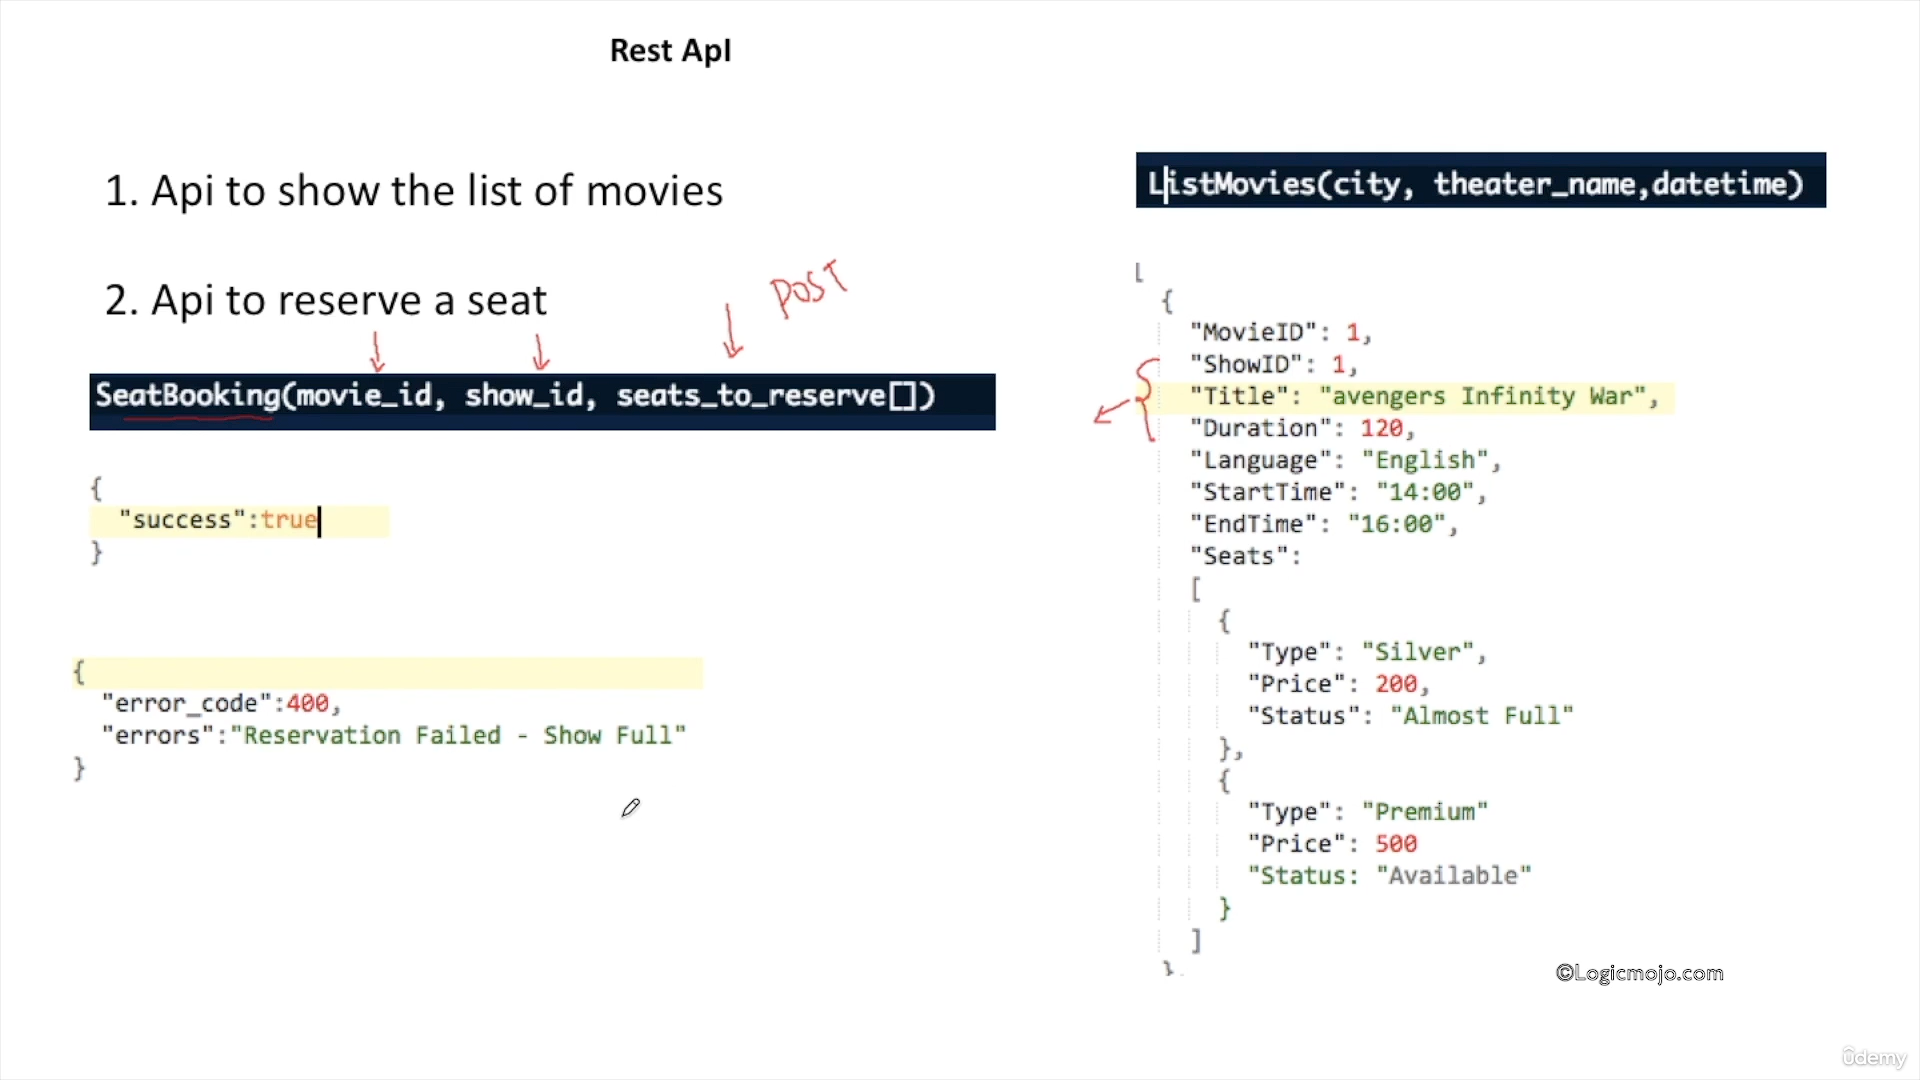 Rest ApI
1. Api to show the list of movies
2. Api to reserve a seat
POST
SeatBooking(movie_id, show_id, seats_to_reserve[])
{
"success":true
}
{
"error_code":400,
"errors":"Reservation Failed - Show Full"
}
ListMovies(city, theater_name,datetime)
[
{
"MovieID": 1,
"ShowID": 1,
"Title": "avengers Infinity War",
"Duration": 120,
"Language": "English",
"StartTime": "14:00",
"EndTime": "16:00",
"Seats":
[
{
"Type": "Silver",
"Price": 200,
"Status": "Almost Full"
},
{
"Type": "Premium"
"Price": 500
"Status: "Available"
}
]
}
©Logicmojo.com
ûdemy